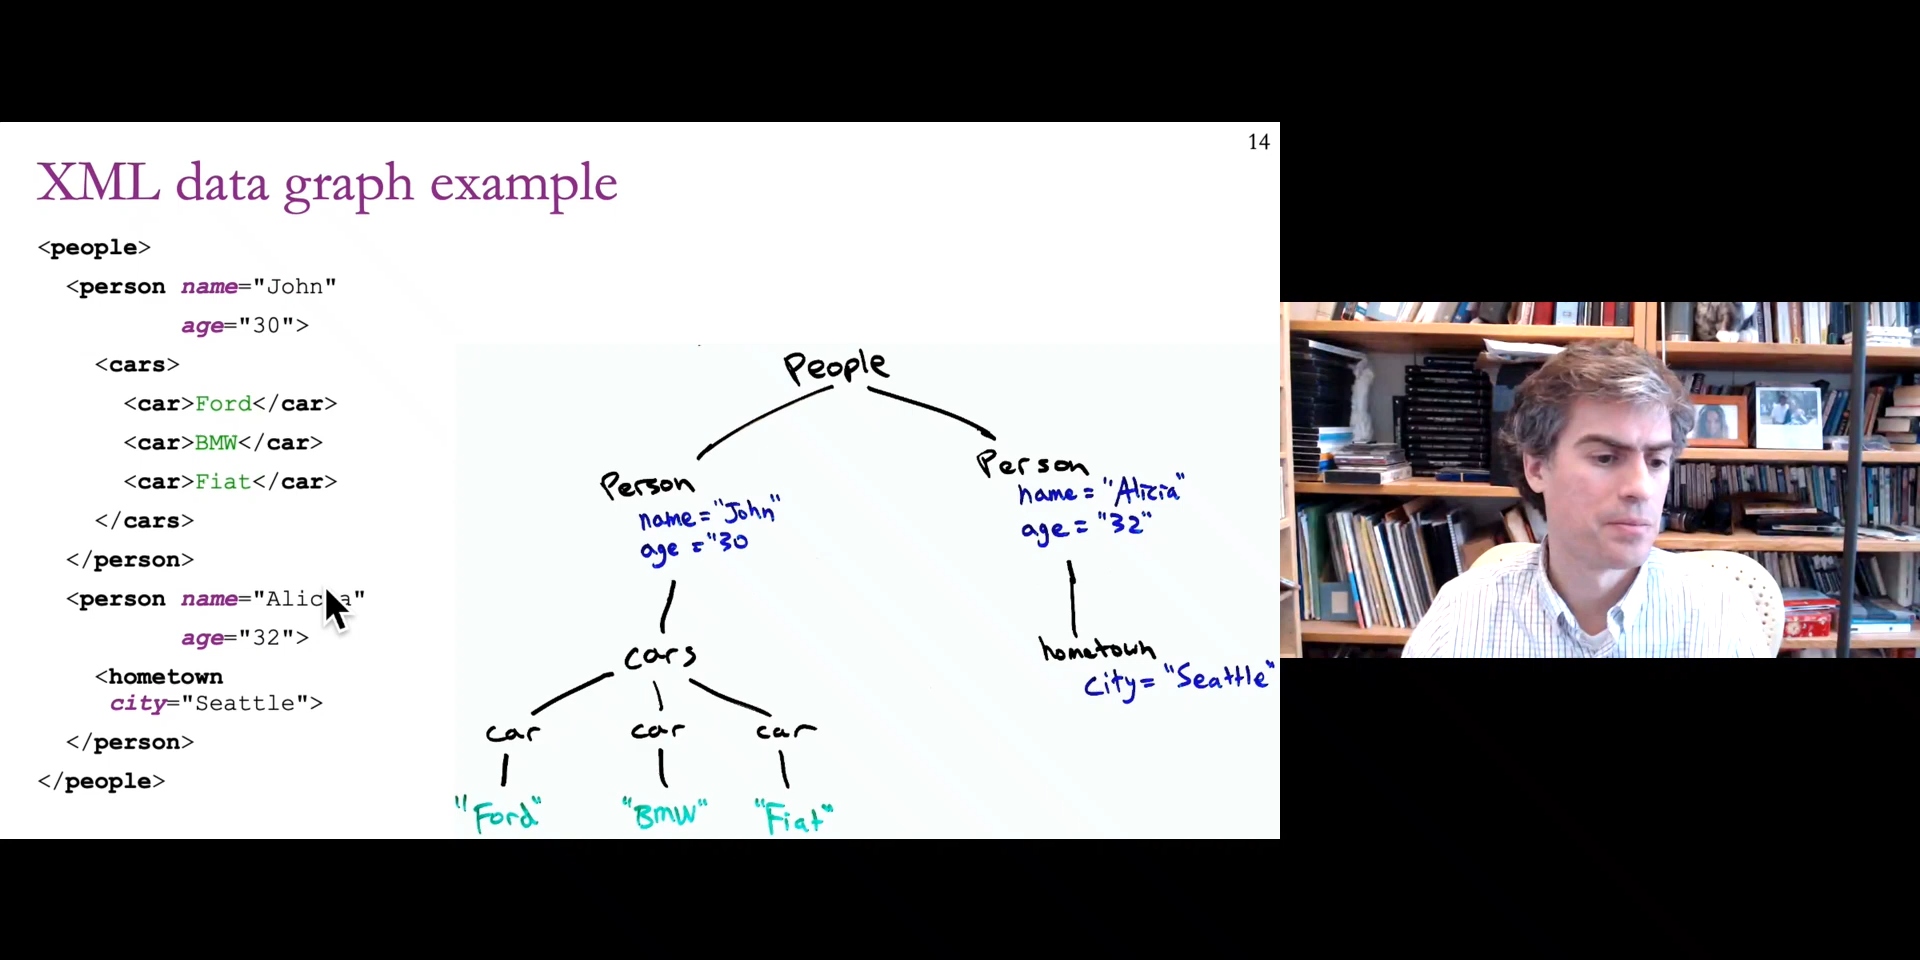 14
XML data graph example
<people>
<person name="John"
age="30">
<cars>
<car>Ford</car>
<car>BMW</car>
<car>Fiat</car>
</cars>
</person>
<person name="Alicia"
age="32">
<hometown
city="Seattle">
</person>
</people>
People
Person
name="John"
age="30
cars
car car car
"Ford" "BMW" "Fiat"
Person
name="Alicia"
age="32"
hometown
city="Seattle"